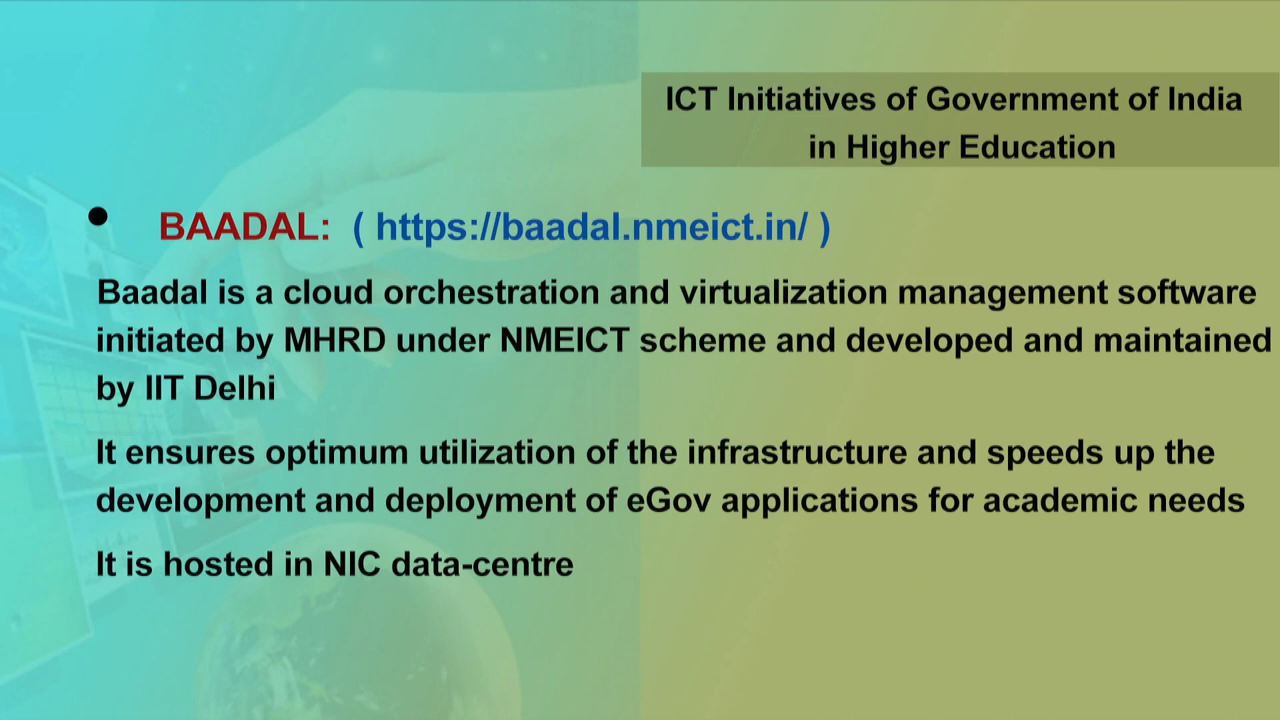 ICT Initiatives of Government of India
in Higher Education
• BAADAL: ( https://baadal.nmeict.in/ )
Baadal is a cloud orchestration and virtualization management software
initiated by MHRD under NMEICT scheme and developed and maintained
by IIT Delhi
It ensures optimum utilization of the infrastructure and speeds up the
development and deployment of eGov applications for academic needs
It is hosted in NIC data-centre